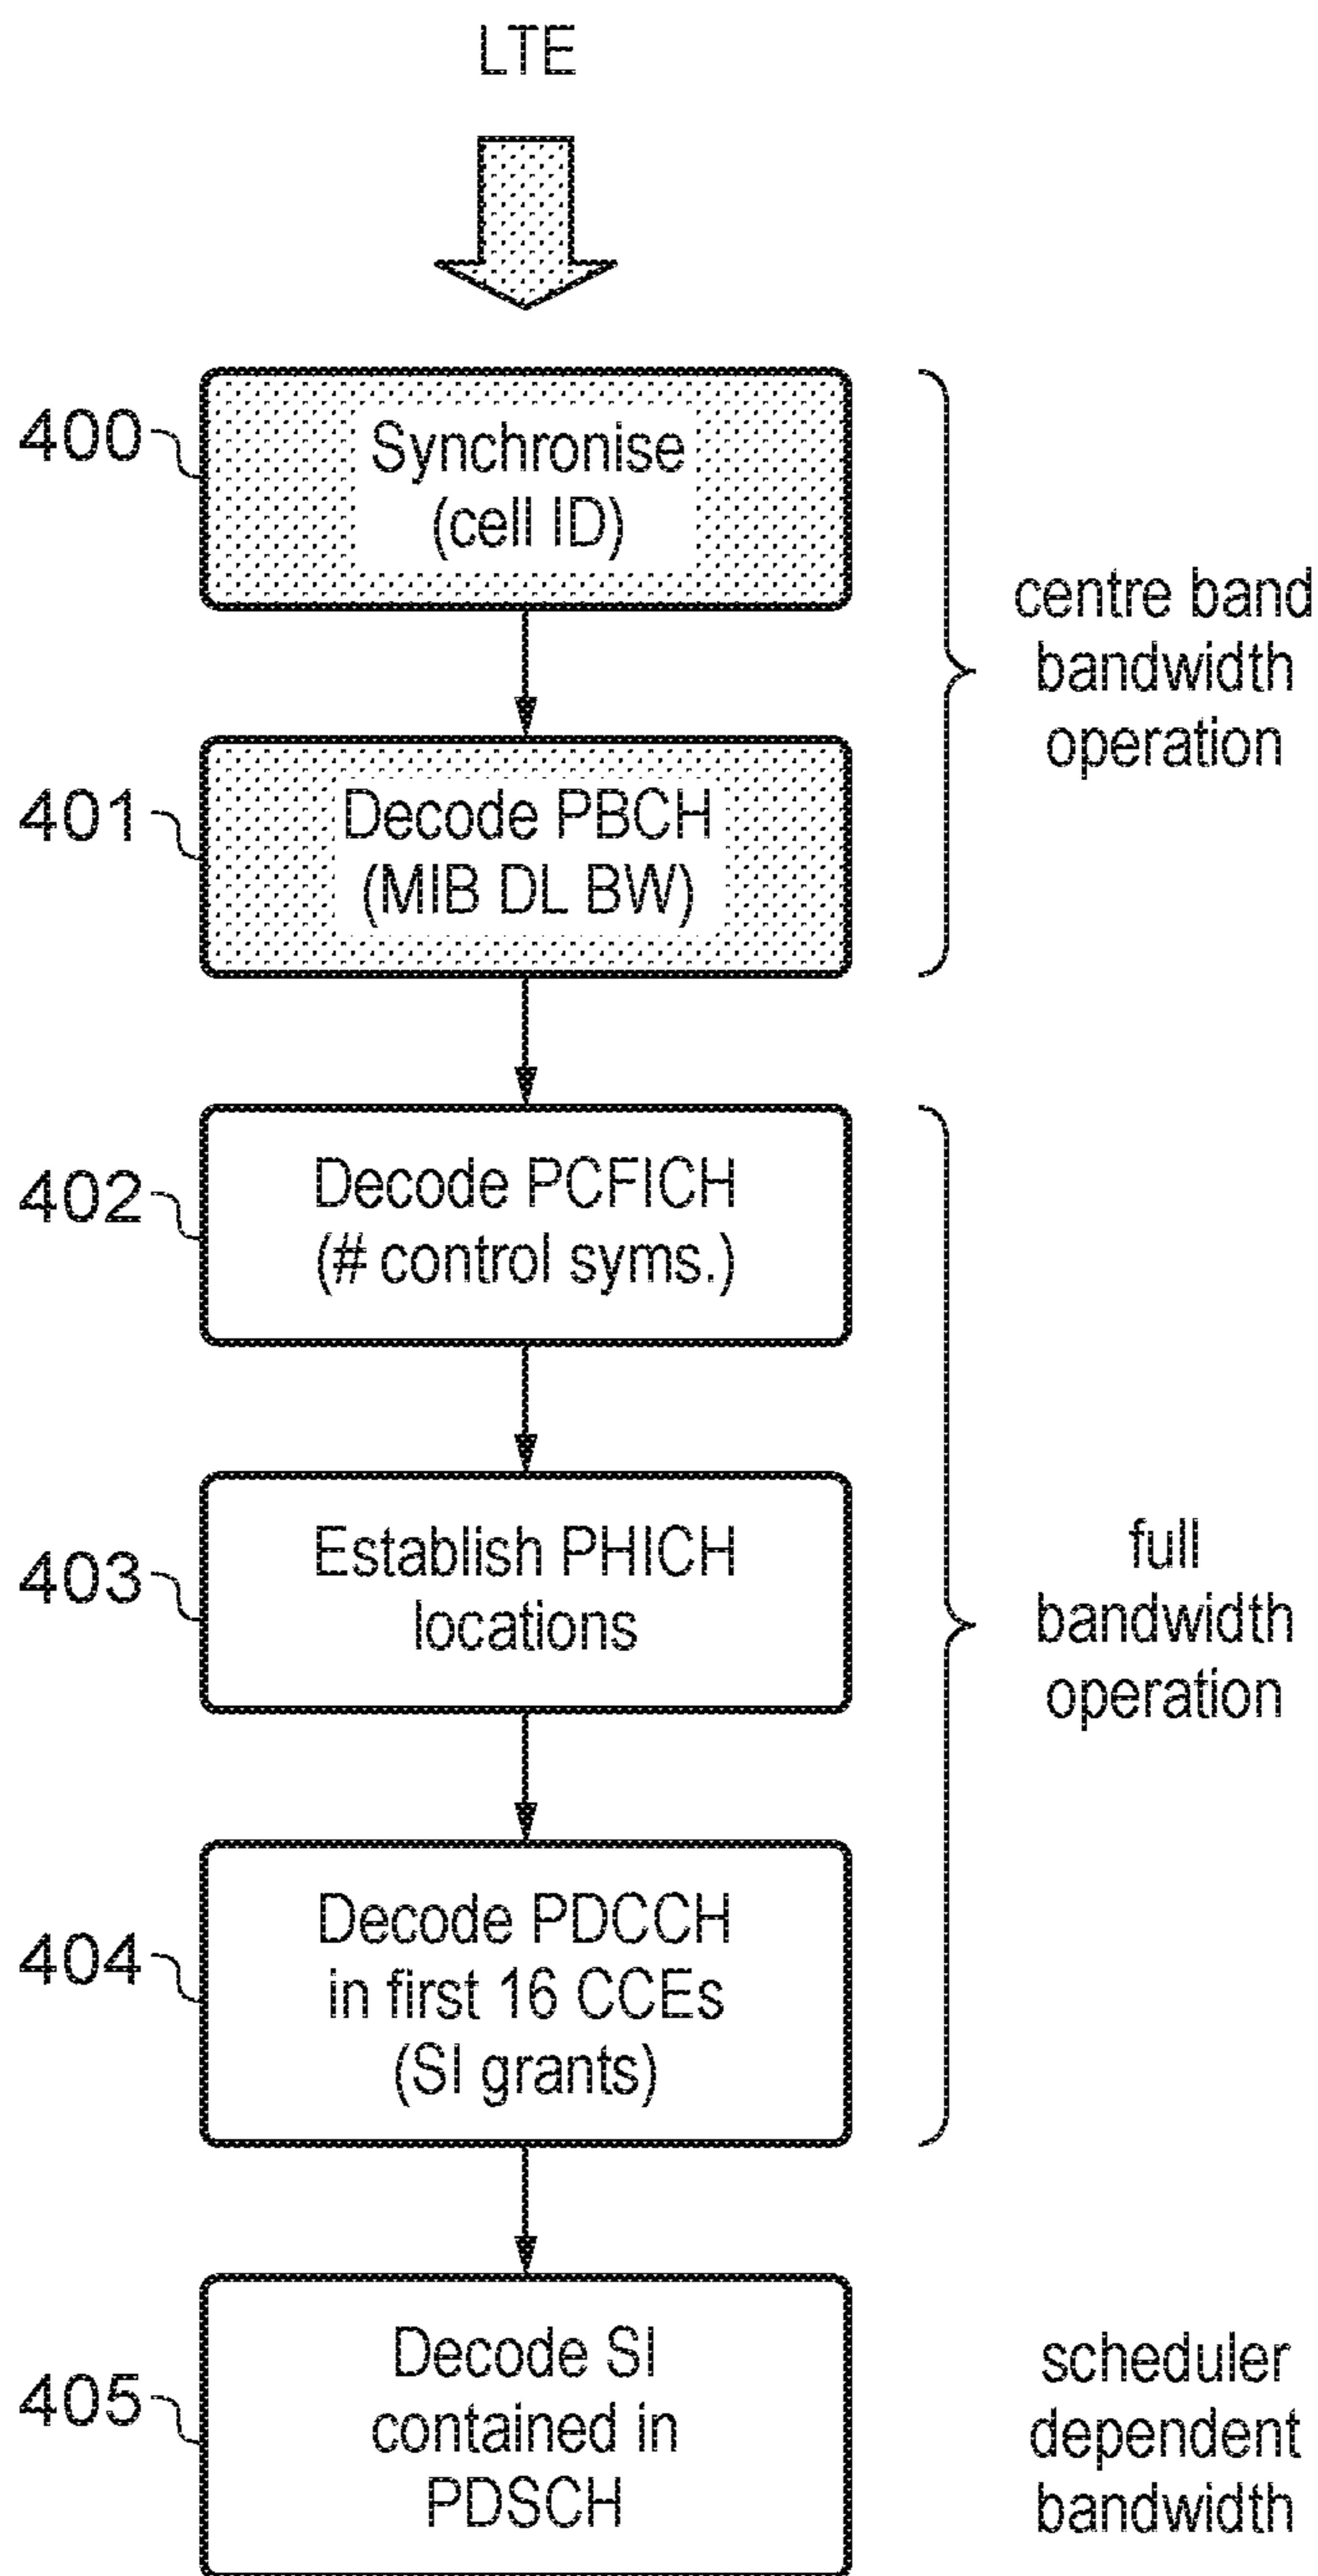 LTE
400
Synchronise
(cell ID)
centre band
bandwidth
operation
401
Decode PBCH
(MIB DL BW)
402
Decode PCFICH
(# control syms.)
403
Establish PHICH
locations
full
bandwidth
operation
404
Decode PDCCH
in first 16 CCEs
(SI grants)
405
Decode SI
contained in
PDSCH
scheduler
dependent
bandwidth